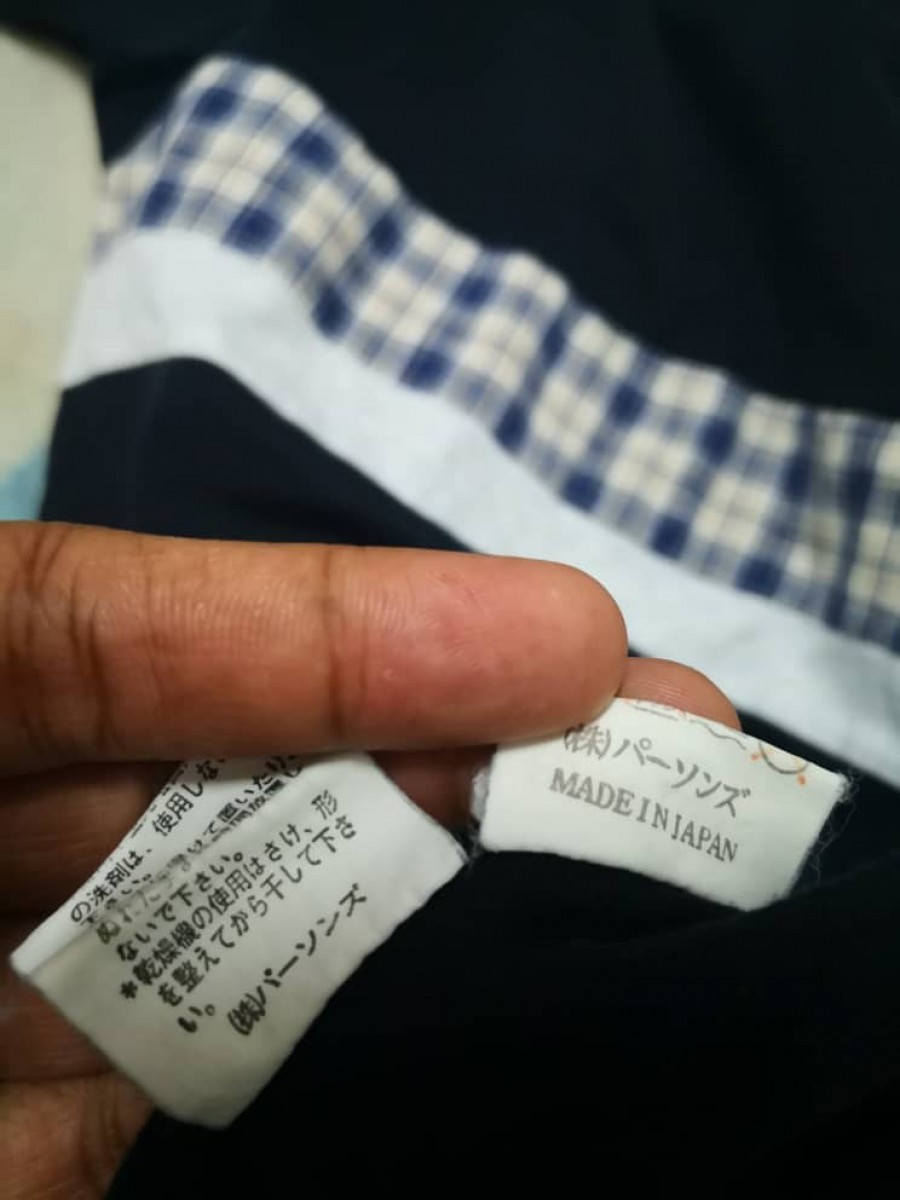 の洗剤は、使用しな
ないで下さい。
*乾燥機の使用はさけ、形
を整えてから干して下さ
い。
(株)パーソンズ
(株)パーソンズ
MADE IN JAPAN